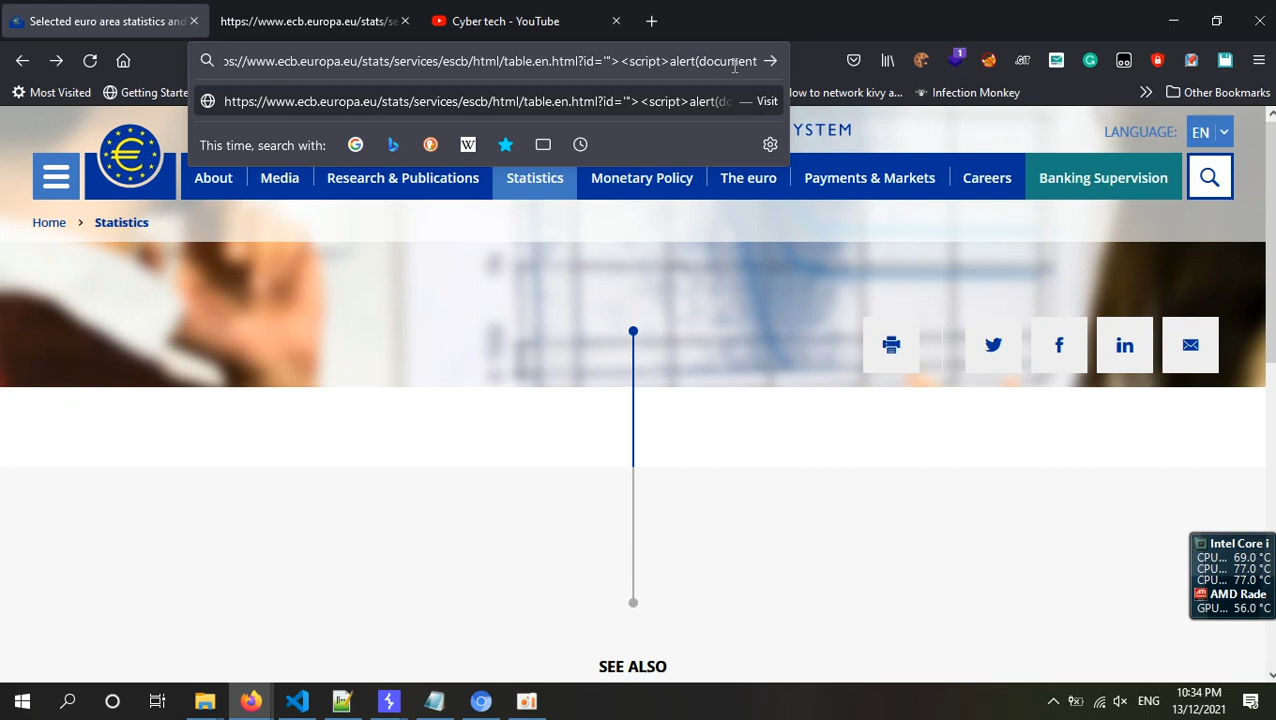 Selected euro area statistics and
https://www.ecb.europa.eu/stats/se
Cyber tech - YouTube
s://www.ecb.europa.eu/stats/services/escb/html/table.en.html?id='"><script>alert(document
1
Most Visited
Getting Starte
https://www.ecb.europa.eu/stats/services/escb/html/table.en.html?id='"><script>alert(do — Visit
How to network kivy a...
Infection Monkey
Other Bookmarks
This time, search with:
YSTEM
LANGUAGE:
EN
About
Media
Research & Publications
Statistics
Monetary Policy
The euro
Payments & Markets
Careers
Banking Supervision
Home
Statistics
Intel Core i
CPU... 69.0 °C
CPU... 77.0 °C
CPU... 77.0 °C
AMD Rade
GPU... 56.0 °C
SEE ALSO
ENG
10:34 PM
13/12/2021